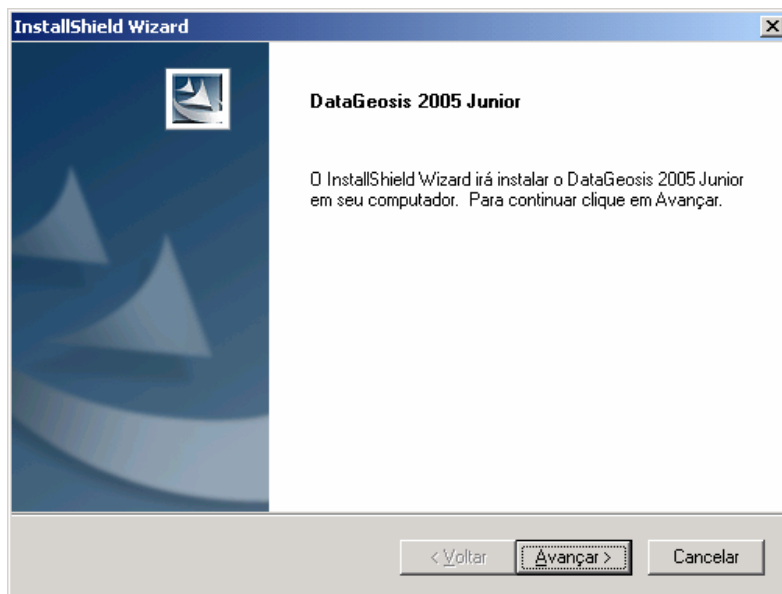 InstallShield Wizard
DataGeosis 2005 Junior
O InstallShield Wizard irá instalar o DataGeosis 2005 Junior
em seu computador. Para continuar clique em Avançar.
< Voltar
Avançar >
Cancelar